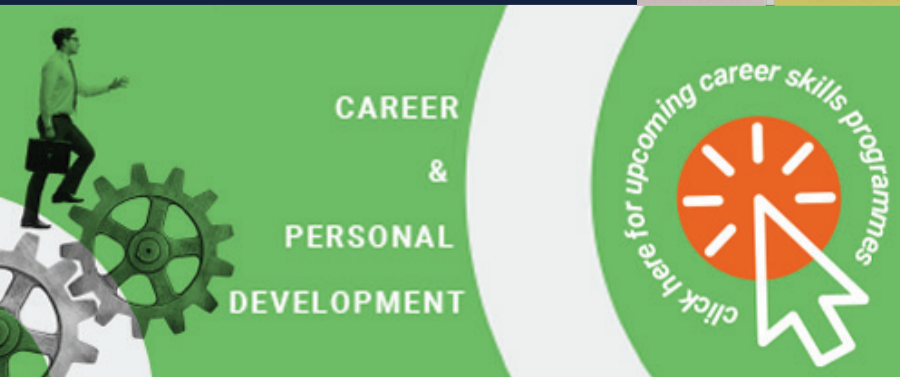 CAREER
&
PERSONAL
DEVELOPMENT
click here for upcoming career skills programmes